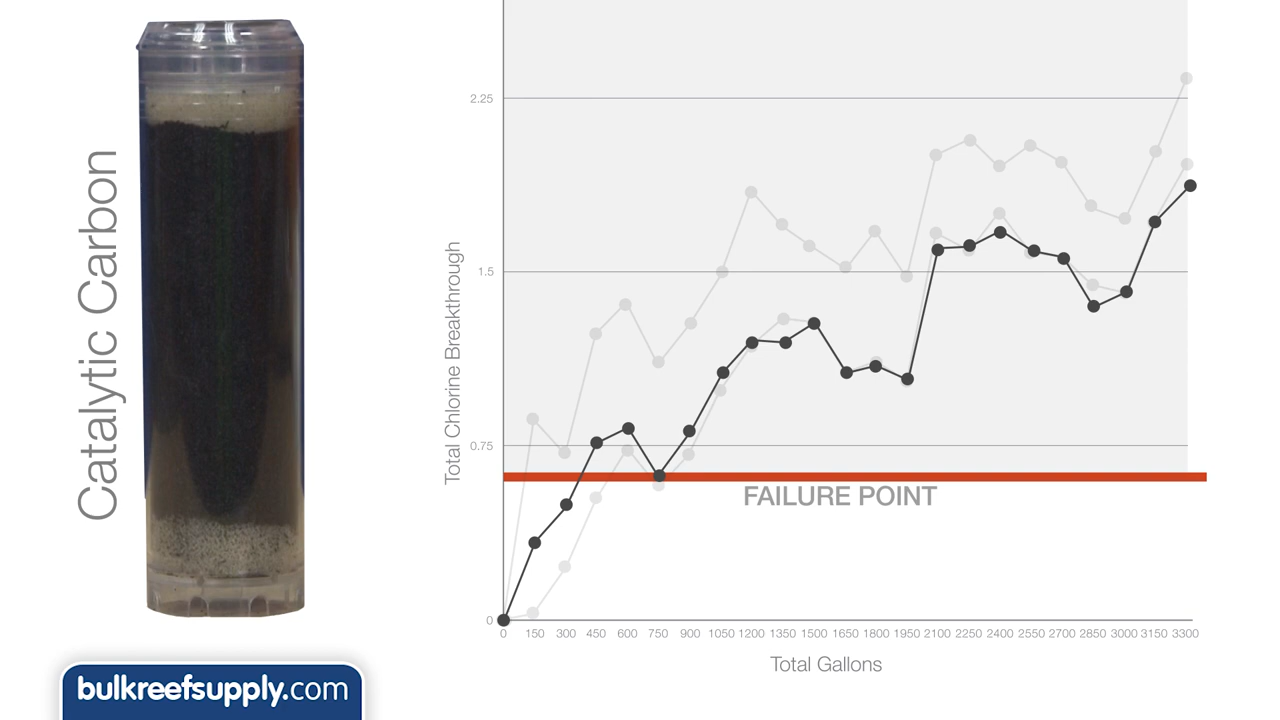 Catalytic Carbon
bulkreefsupply.com
Total Chlorine Breakthrough
2.25
1.5
0.75
0
FAILURE POINT
0 150 300 450 600 750 900 1050 1200 1350 1500 1650 1800 1950 2100 2250 2400 2550 2700 2850 3000 3150 3300
Total Gallons